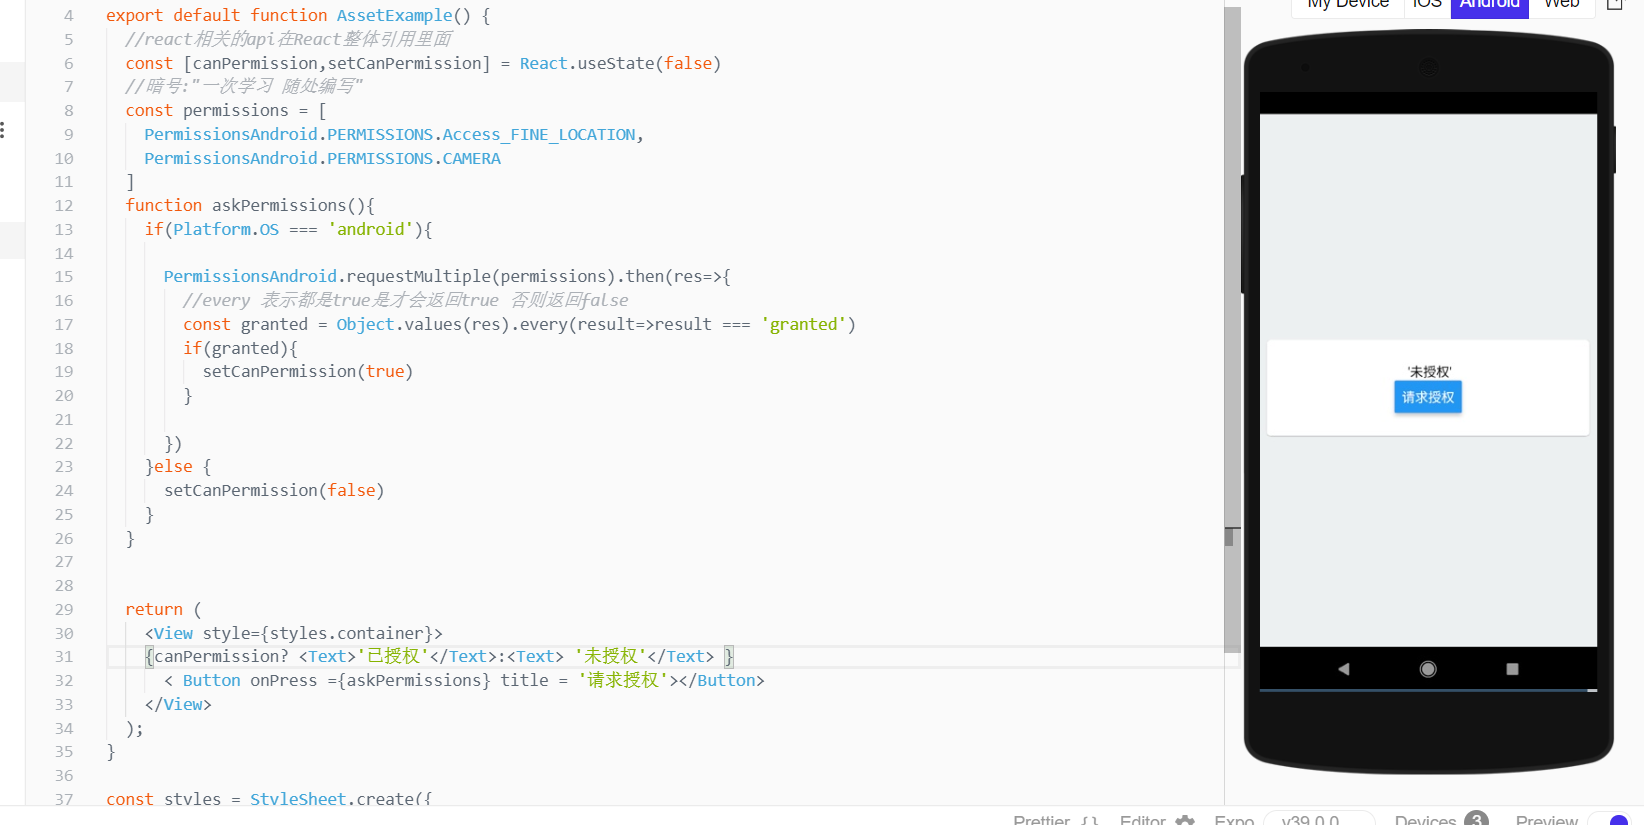 4 export default function AssetExample() {
5 //react相关的api在React整体引用里面
6 const [canPermission,setCanPermission] = React.useState(false)
7 //暗号:"一次学习 随处编写"
8 const permissions = [
9 PermissionsAndroid.PERMISSIONS.Access_FINE_LOCATION,
10 PermissionsAndroid.PERMISSIONS.CAMERA
11 ]
12 function askPermissions(){
13 if(Platform.OS === 'android'){
14
15 PermissionsAndroid.requestMultiple(permissions).then(res=>{
16 //every 表示都是true是才会返回true 否则返回false
17 const granted = Object.values(res).every(result=>result === 'granted')
18 if(granted){
19 setCanPermission(true)
20 }
21
22 })
23 }else {
24 setCanPermission(false)
25 }
26 }
27
28
29 return (
30 <View style={styles.container}>
31 {canPermission? <Text>'已授权'</Text>:<Text> '未授权'</Text> }
32 < Button onPress ={askPermissions} title = '请求授权'></Button>
33 </View>
34 );
35 }
36
37 const styles = StyleSheet.create({
My Device iOS Android Web
'未授权'
请求授权
Prettier { } Editor Expo v39.0.0 Devices 3 Preview